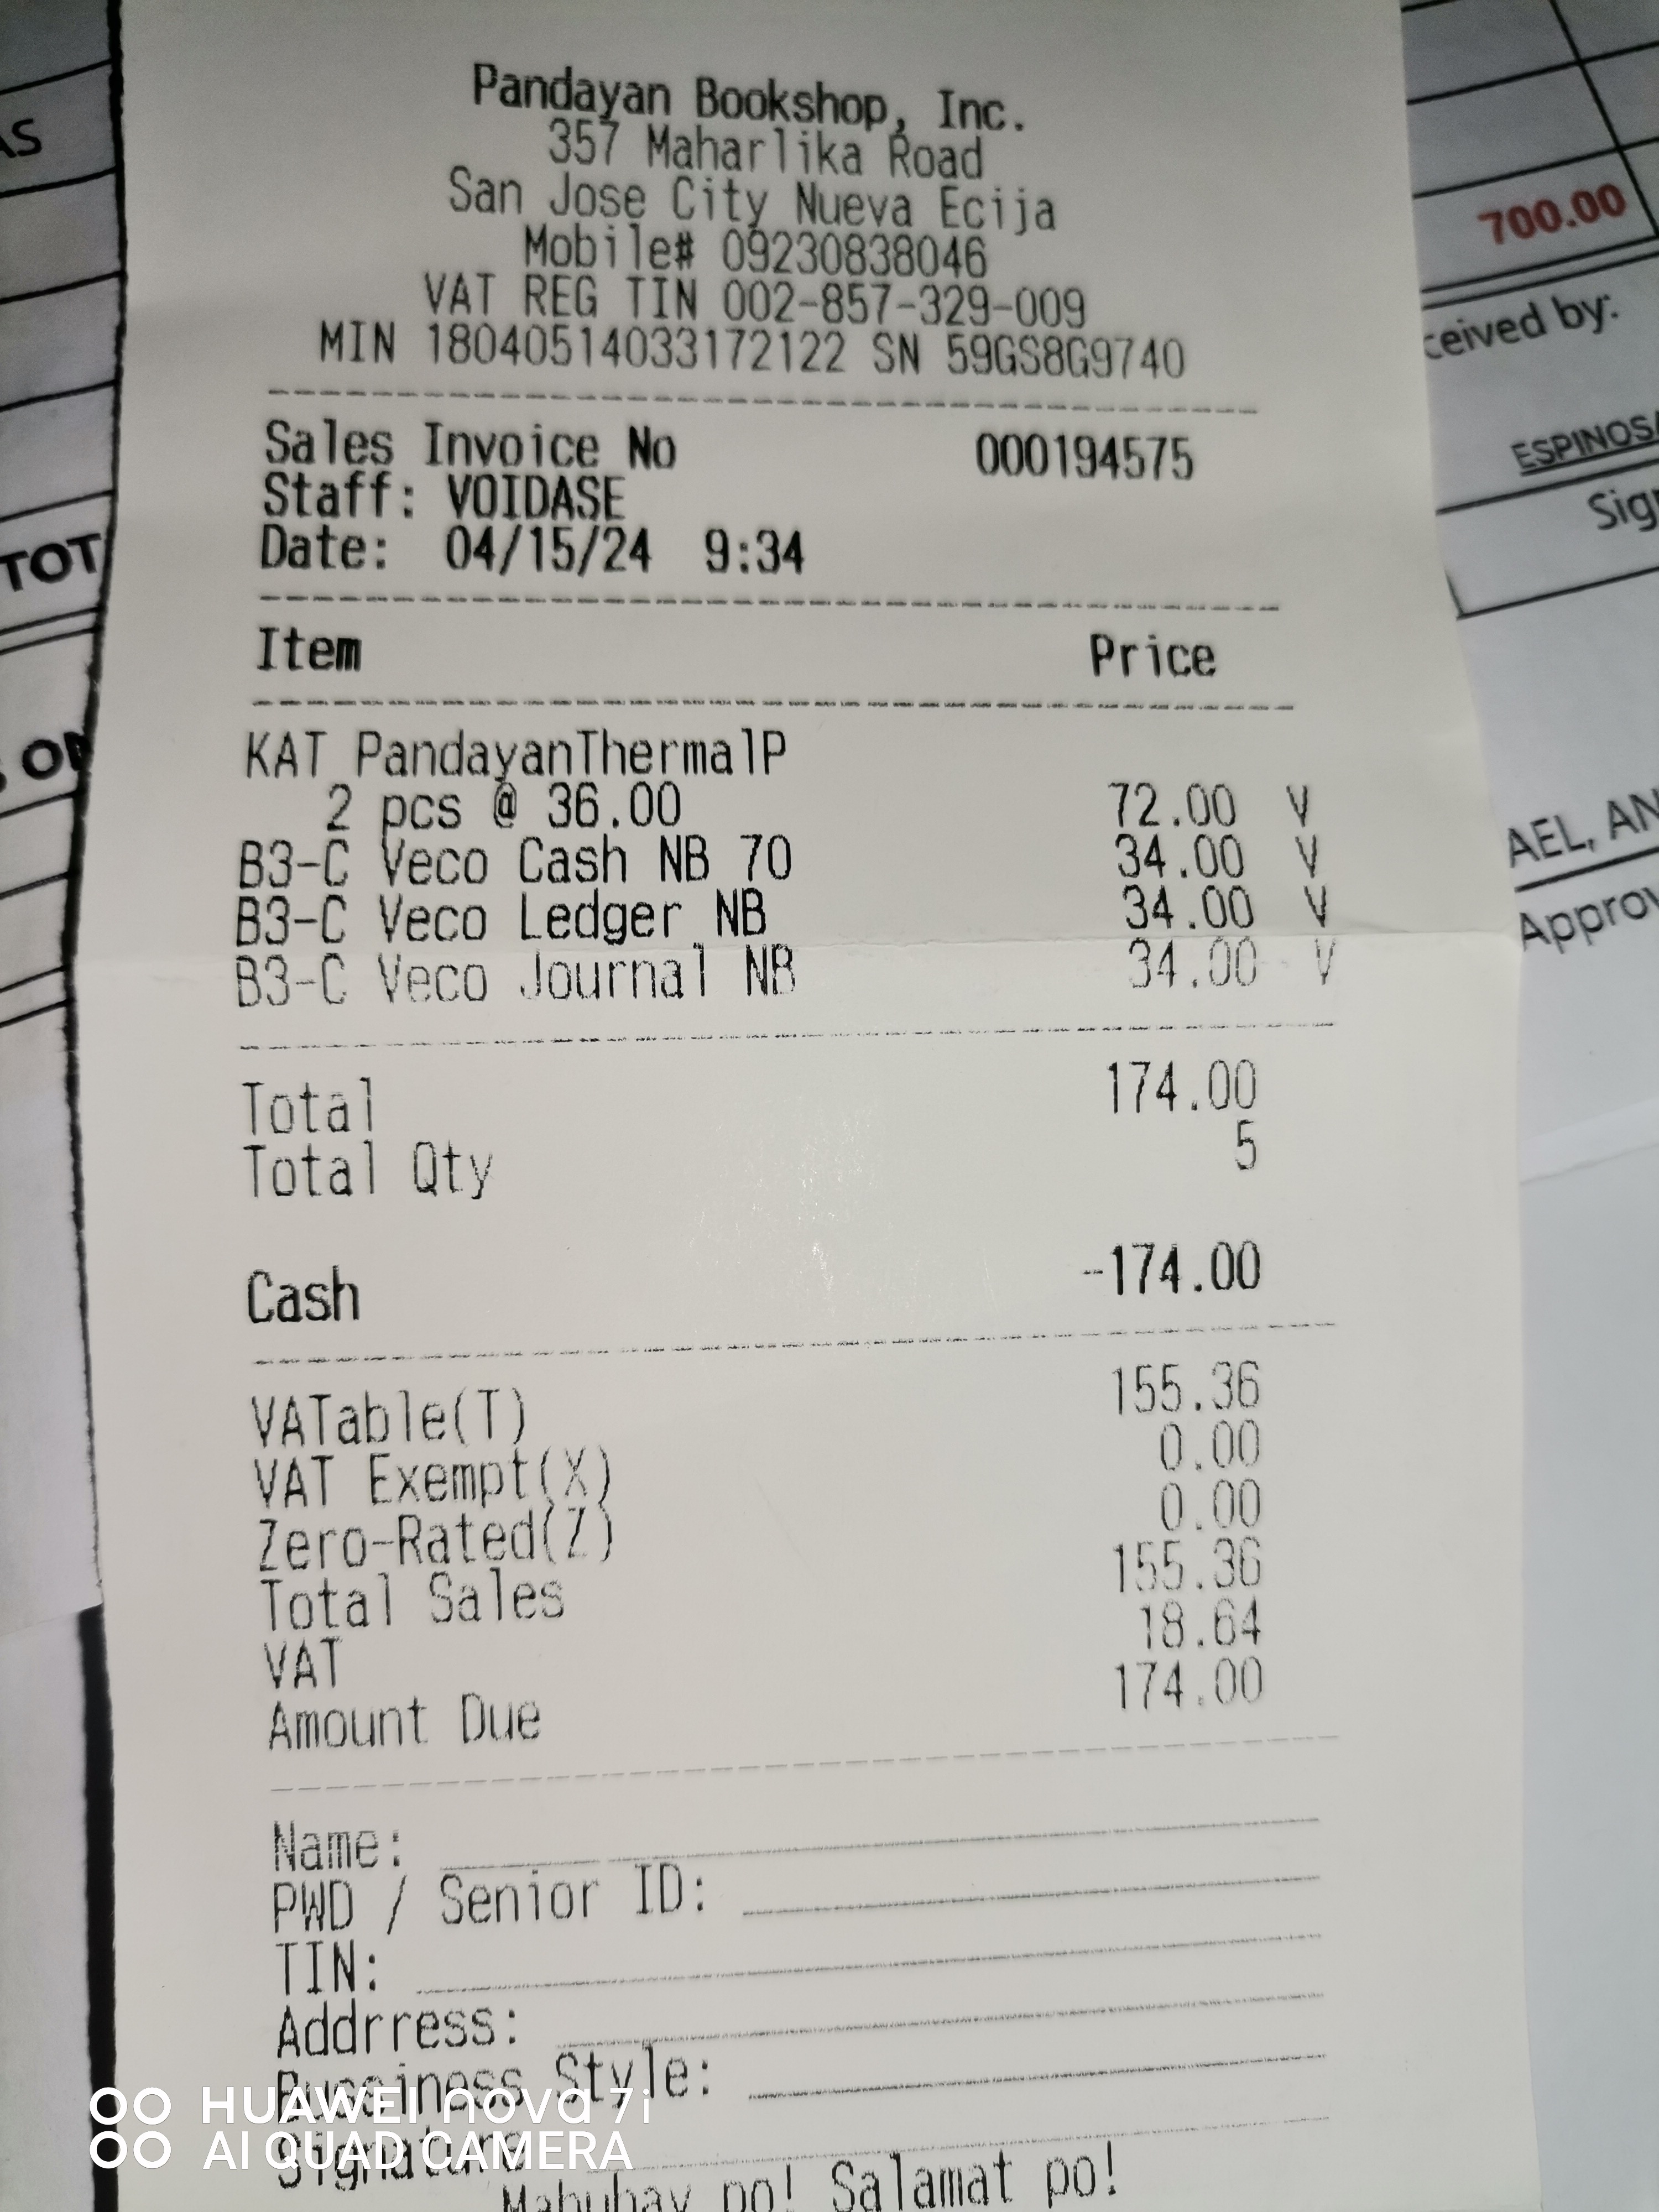 Pandayan Bookshop, Inc.
357 Maharlika Road
San Jose City Nueva Ecija
Mobile# 09230838046
VAT REG TIN 002-857-329-009
MIN 18040514033172122 SN 59GS8G9740
Sales Invoice No 000194575
Staff: VOIDASE
Date: 04/15/24 9:34
Item Price
KAT PandayanThermalP
2 pcs @ 36.00 72.00 V
B3-C Veco Cash NB 70 34.00 V
B3-C Veco Ledger NB 34.00 V
B3-C Veco Journal NB 34.00 V
Total 174.00
Total Qty 5
Cash -174.00
VATable(T) 155.36
VAT Exempt(X) 0.00
Zero-Rated(Z) 0.00
Total Sales 155.36
VAT 18.64
Amount Due 174.00
Name:
PWD / Senior ID:
TIN:
Addrress:
Bussiness Style:
Signature
Mabuhay po! Salamat po!
AS
TOT
700.00
ceived by:
ESPINOSA
Sig
AEL, AN
Approv
HUAWEI nova 7i
AI QUAD CAMERA